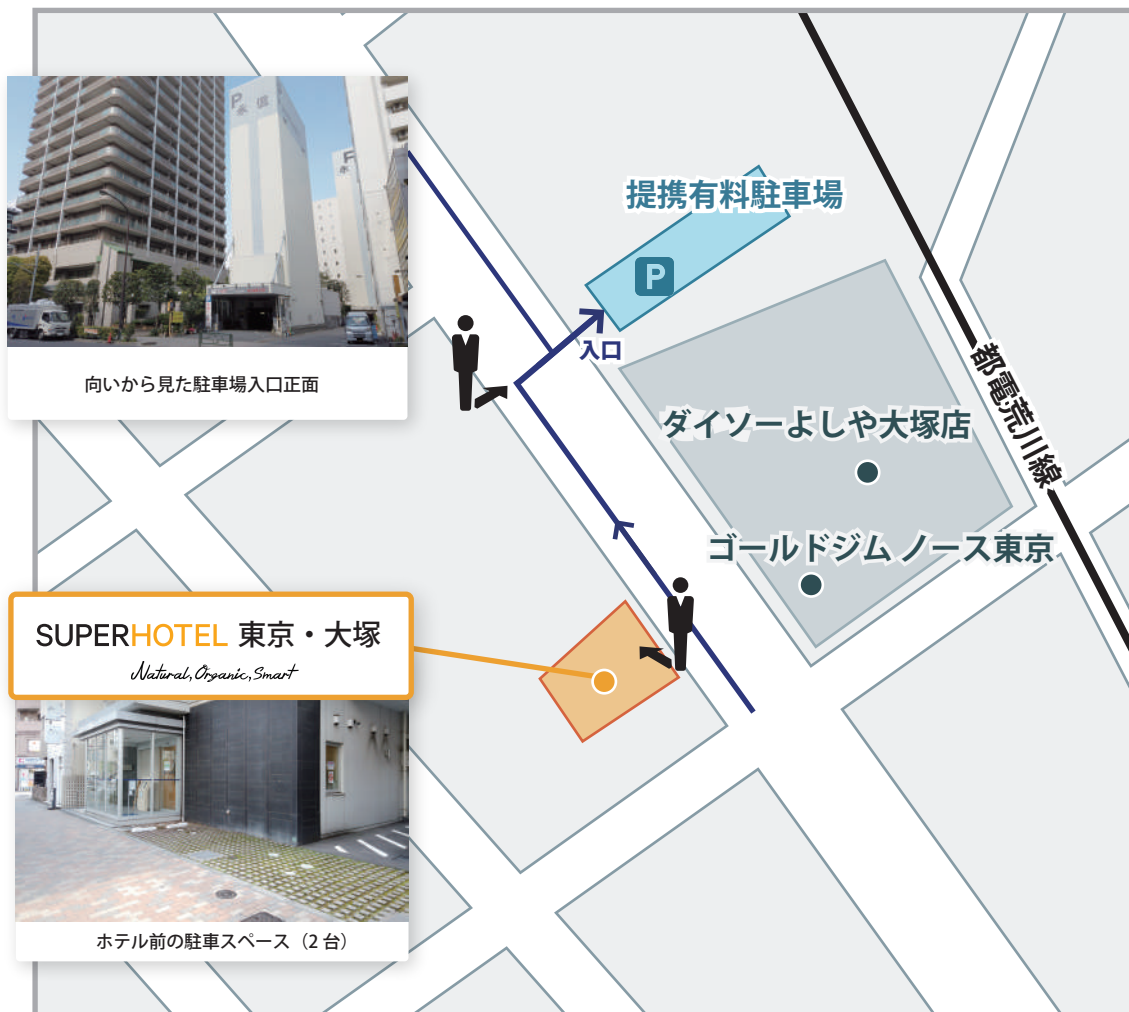 P
永信
P
向いから見た駐車場入口正面
提携有料駐車場
P
入口
ダイソーよしや大塚店
都電荒川線
ゴールドジム ノース東京
SUPERHOTEL 東京・大塚
Natural, Organic, Smart
ホテル前の駐車スペース（2 台）